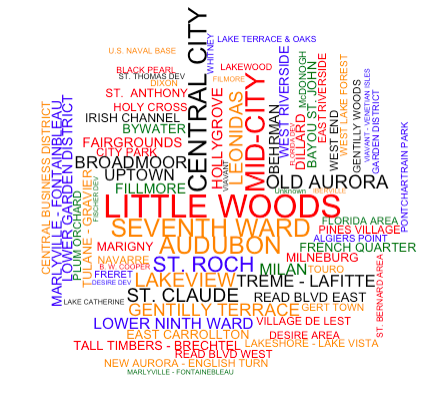 U.S. NAVAL BASE
CENTRAL CITY
WHITNEY
LAKE TERRACE & OAKS
BLACK PEARL
ST. THOMAS DEV
DIXON
ST. ANTHONY
HOLY CROSS
IRISH CHANNEL
BYWATER
FAIRGROUNDS
CITY PARK
BROADMOOR
UPTOWN
FILLMORE
LAKEWOOD
FILMORE
HOLLYGROVE
VIAVANT
LEONIDAS
MID-CITY
BEHRMAN
WEST RIVERSIDE
DILLARD
MCDONOGH
BAYOU ST. JOHN
EAST RIVERSIDE
WEST END
WEST LAKE FOREST
GENTILLY WOODS
VIAVANT - VENETIAN ISLES
GARDEN DISTRICT
PONTCHARTRAIN PARK
CENTRAL BUSINESS DISTRICT
MARLYVILLE - FONTAINBLEAU
LOWER GARDEN DISTRACT
PLUM ORCHARD
TULANE - GRAVIER
FISCHER DEV
OLD AURORA
Unknown
IBERVILLE
LITTLE WOODS
SEVENTH WARD
FLORIDA AREA
PINES VILLAGE
ALGIERS POINT
FRENCH QUARTER
AUDUBON
MARIGNY
NAVARRE
B. W. COOPER
ST. ROCH
MILAN
MILNEBURG
TOURO
FRERET
DESIRE DEV
LAKEVIEW
TREME - LAFITTE
LAKE CATHERINE
ST. CLAUDE
READ BLVD EAST
ST. BERNARD AREA
GENTILLY TERRACE
GERT TOWN
LOWER NINTH WARD
VILLAGE DE LEST
EAST CARROLLTON
DESIRE AREA
TALL TIMBERS - BRECHTEL
LAKESHORE - LAKE VISTA
READ BLVD WEST
NEW AURORA - ENGLISH TURN
MARLYVILLE - FONTAINEBLEAU